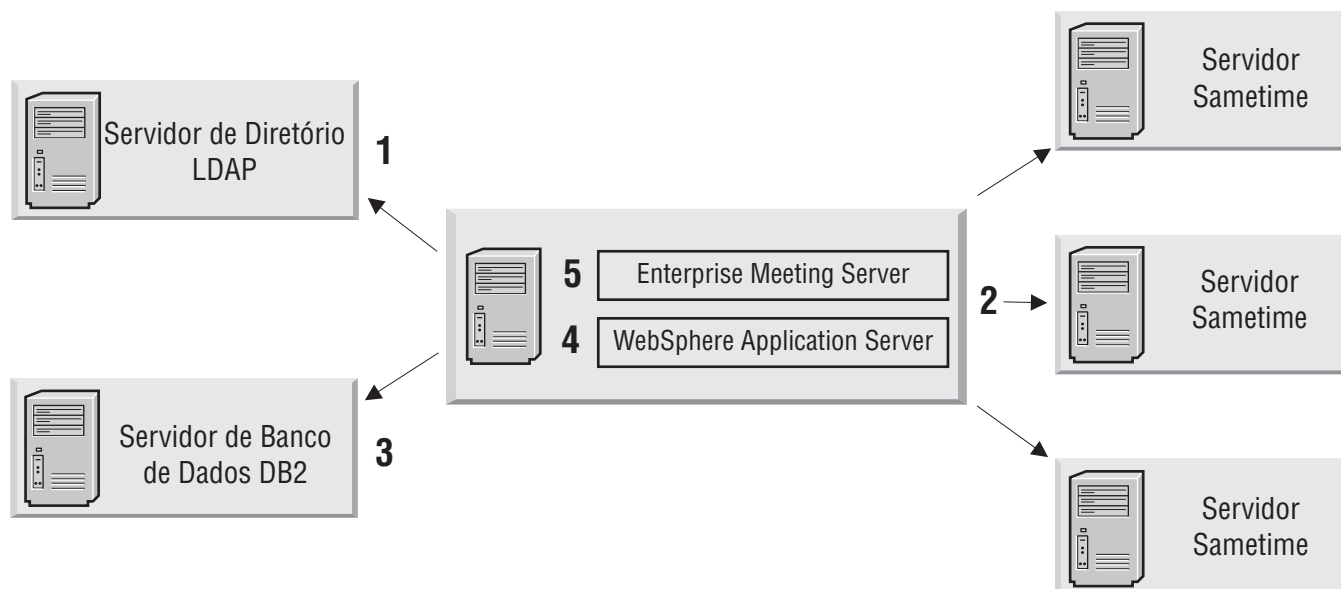 Servidor de Diretório
LDAP
1
Servidor de Banco
de Dados DB2
3
5
Enterprise Meeting Server
4
WebSphere Application Server
2
Servidor
Sametime
Servidor
Sametime
Servidor
Sametime